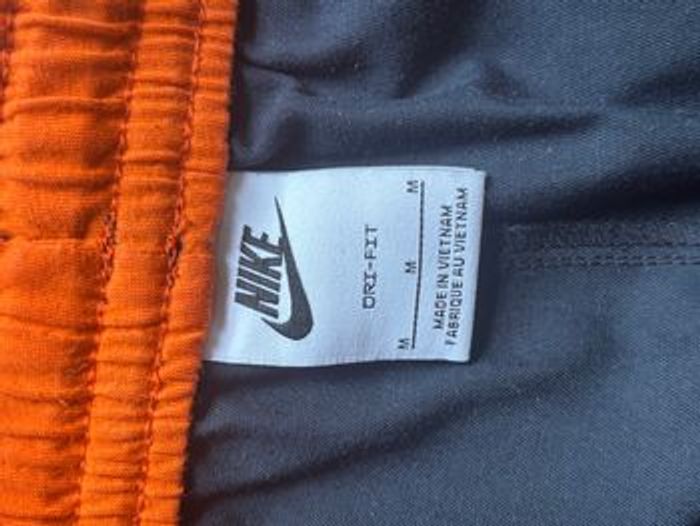 NIKE
DRI-FIT
M M M
MADE IN VIETNAM
FABRIQUE AU VIETNAM